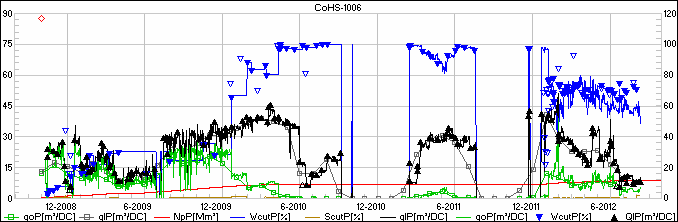 CoHS-1006
90 120
75 100
60 80
45 60
30 40
15 20
0 0
12-2008 6-2009 12-2009 6-2010 12-2010 6-2011 12-2011 6-2012
qoP[m³/DC] qlP[m³/DC] NpP[Mm³] WcutP[%] ScutP[%] qlP[m³/DC] qoP[m³/DC] WcutP[%] QlP[m³/DC]